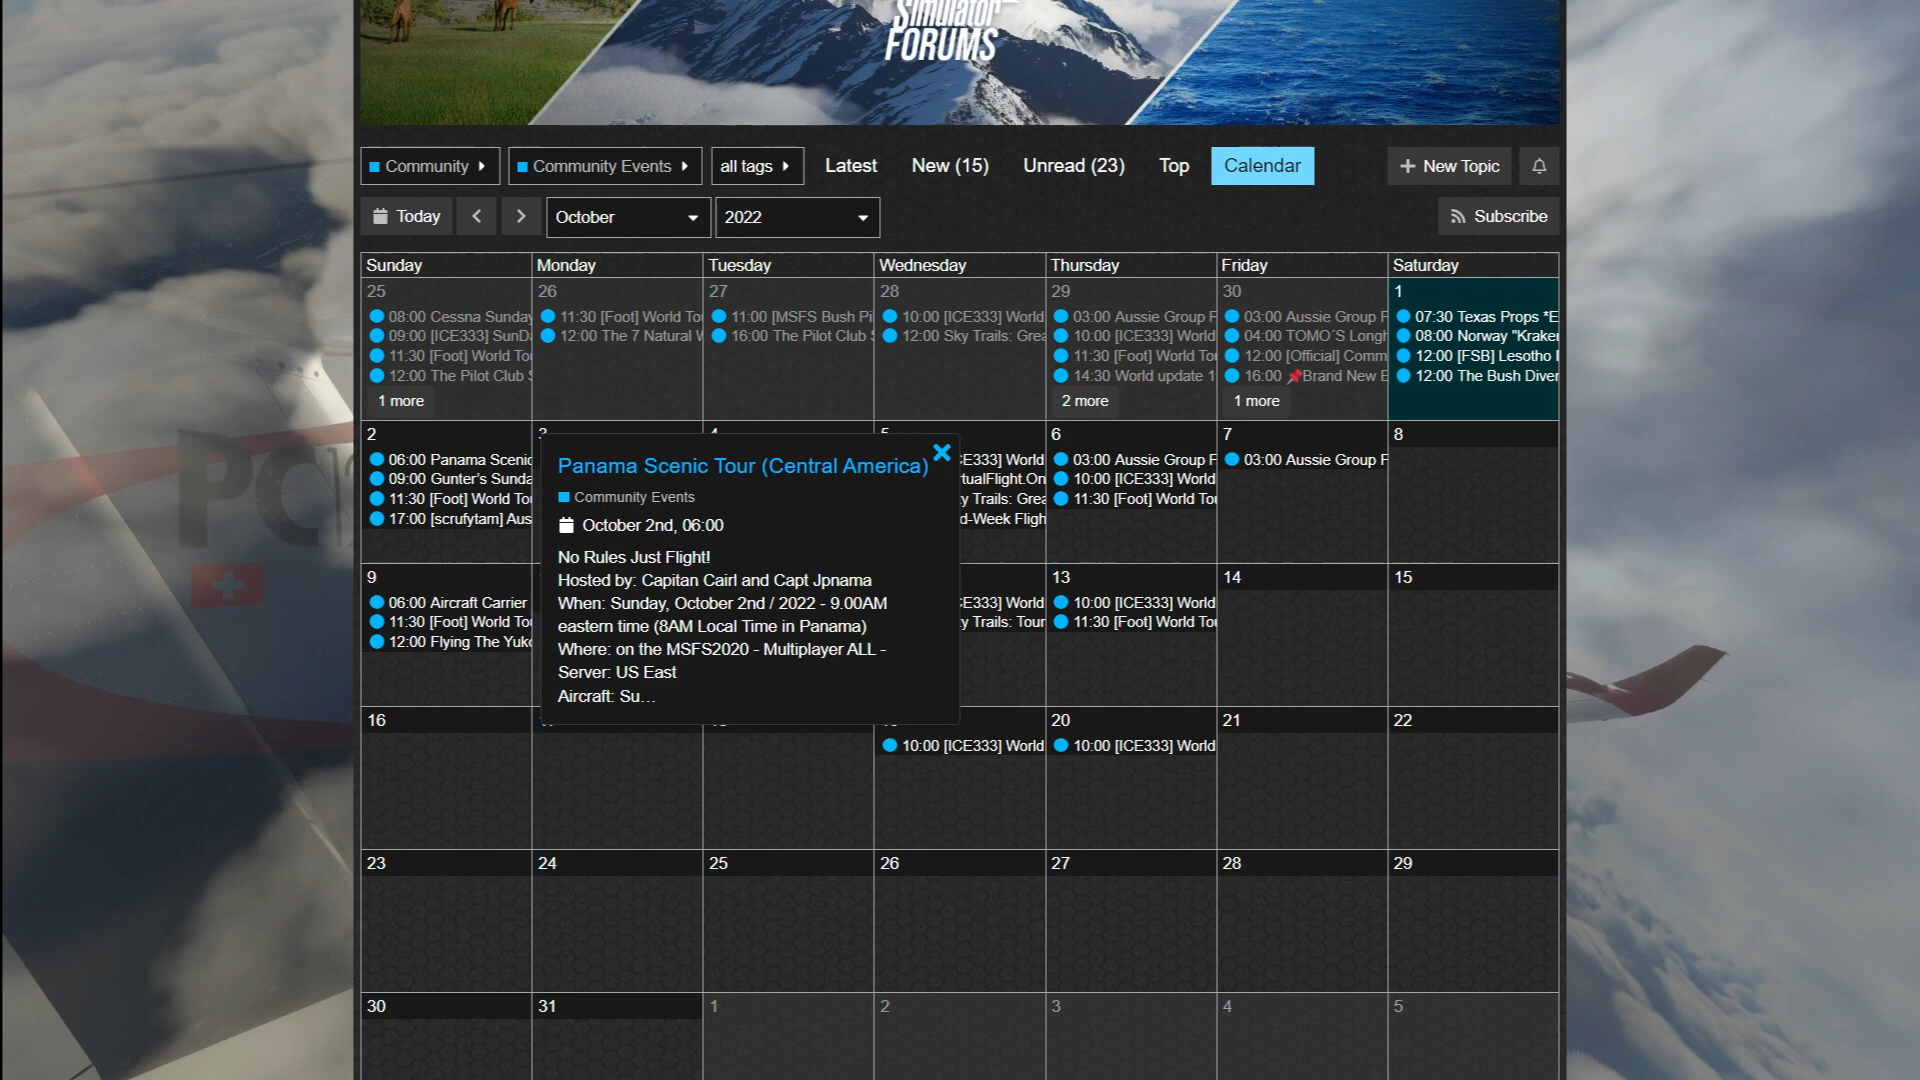 Simulator
FORUMS
Community
Community Events
all tags
Latest
New (15)
Unread (23)
Top
Calendar
+ New Topic
Today
October
2022
Subscribe
Sunday
Monday
Tuesday
Wednesday
Thursday
Friday
Saturday
25
08:00 Cessna Sunday
09:00 [ICE333] SunD
11:30 [Foot] World To
12:00 The Pilot Club
1 more
26
11:30 [Foot] World To
12:00 The 7 Natural
27
11:00 [MSFS Bush Pi
16:00 The Pilot Club
28
10:00 [ICE333] World
12:00 Sky Trails: Grea
29
03:00 Aussie Group F
10:00 [ICE333] World
11:30 [Foot] World To
14:30 World update 1
2 more
30
03:00 Aussie Group F
04:00 TOMO´S Longh
12:00 [Official] Comm
16:00 📌Brand New E
1 more
1
07:30 Texas Props *E
08:00 Norway "Kraken
12:00 [FSB] Lesotho
12:00 The Bush Diver
2
06:00 Panama Scenic
09:00 Gunter's Sunda
11:30 [Foot] World To
17:00 [scrufytam] Aus
Panama Scenic Tour (Central America)
Community Events
October 2nd, 06:00
No Rules Just Flight!
Hosted by: Capitan Cairl and Capt Jpnama
When: Sunday, October 2nd / 2022 - 9.00AM
eastern time (8AM Local Time in Panama)
Where: on the MSFS2020 - Multiplayer ALL -
Server: US East
Aircraft: Su…
E333] World
tualFlight.On
y Trails: Grea
d-Week Fligh
6
03:00 Aussie Group F
10:00 [ICE333] World
11:30 [Foot] World To
7
03:00 Aussie Group F
8
9
06:00 Aircraft Carrier
11:30 [Foot] World To
12:00 Flying The Yuk
E333] World
y Trails: Tour
13
10:00 [ICE333] World
11:30 [Foot] World To
14
15
16
10:00 [ICE333] World
20
10:00 [ICE333] World
21
22
23
24
25
26
27
28
29
30
31
1
2
3
4
5
PC12